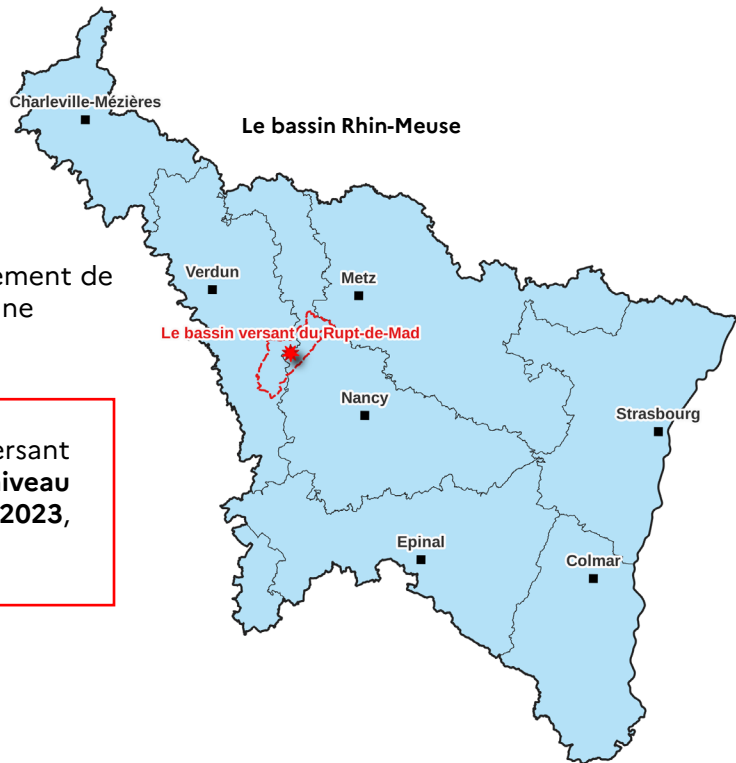 Charleville-Mézières
Le bassin Rhin-Meuse
ement de
ne
Verdun
Metz
Le bassin versant du Rupt-de-Mad
Nancy
Strasbourg
ersant
iveau
2023,
Epinal
Colmar